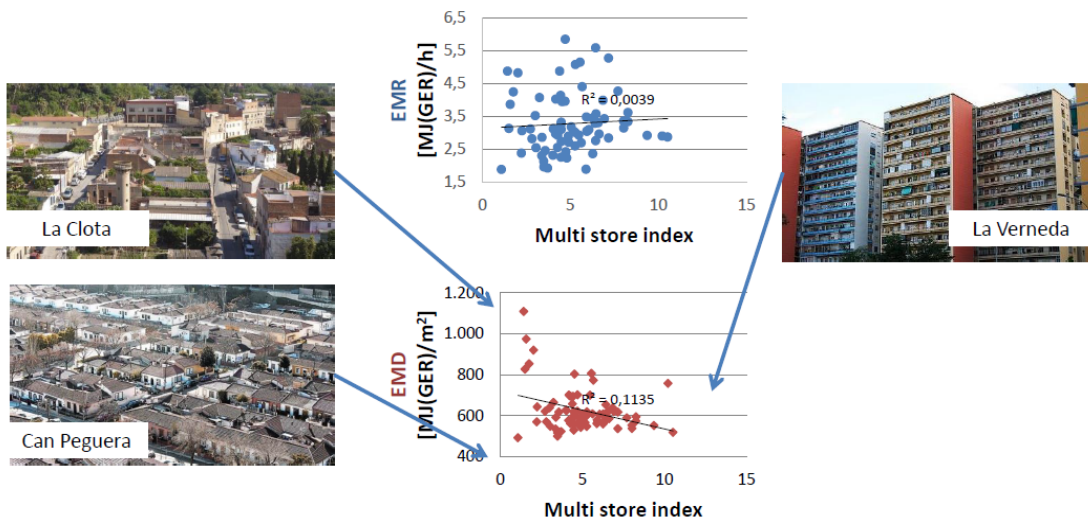 6,5
5,5
4,5
3,5
2,5
1,5
EMR
[MJ(GER)/h]
R² = 0,0039
0
5
10
15
Multi store index
La Clota
La Verneda
1.200
1.000
800
600
400
EMD
[MJ(GER)/m²]
R² = 0,1135
0
5
10
15
Multi store index
Can Peguera